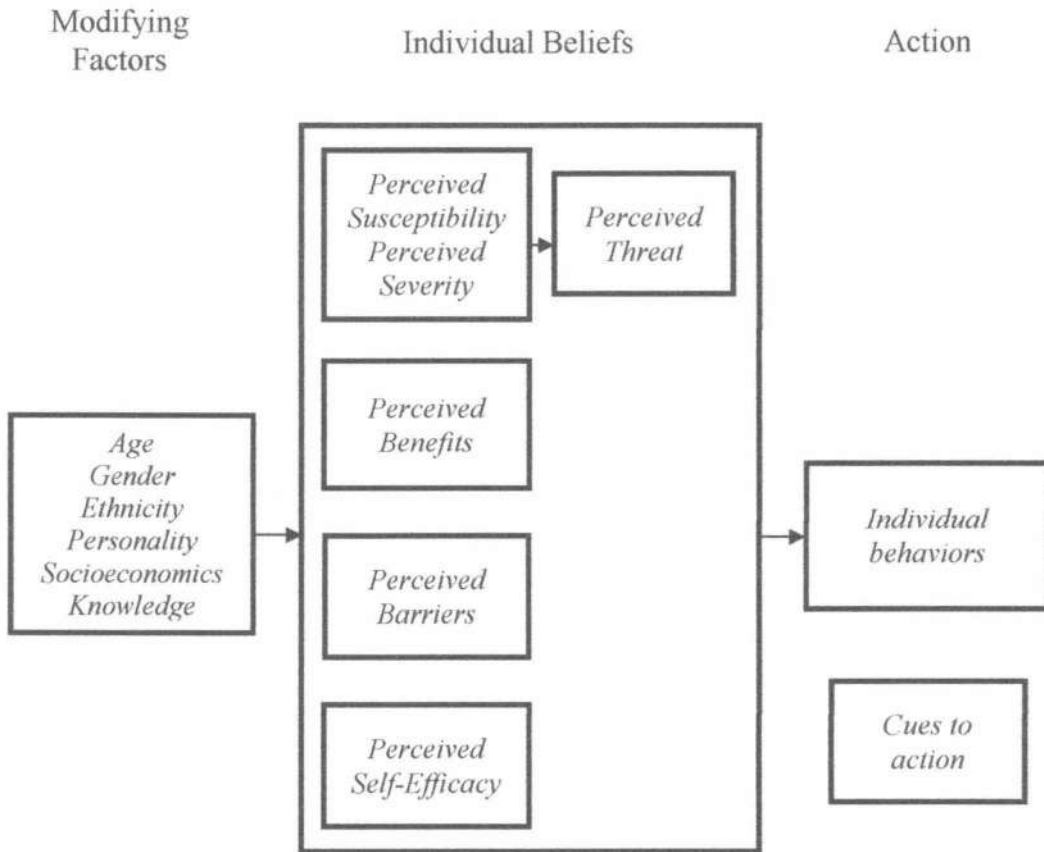 Modifying
Factors
Individual Beliefs
Action
Perceived
Susceptibility
Perceived
Severity
Perceived
Threat
Perceived
Benefits
Perceived
Barriers
Perceived
Self-Efficacy
Age
Gender
Ethnicity
Personality
Socioeconomics
Knowledge
Individual
behaviors
Cues to
action